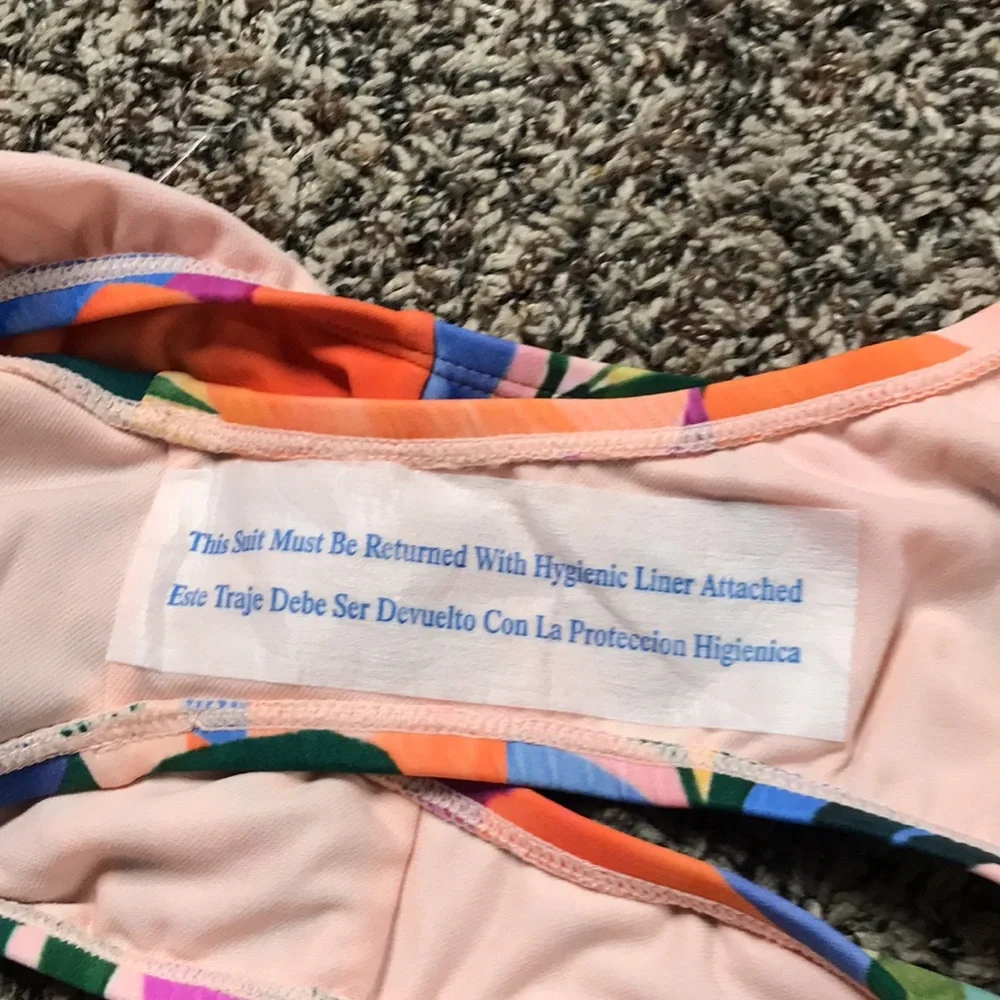 This Suit Must Be Returned With Hygienic Liner Attached
Este Traje Debe Ser Devuelto Con La Proteccion Higienica